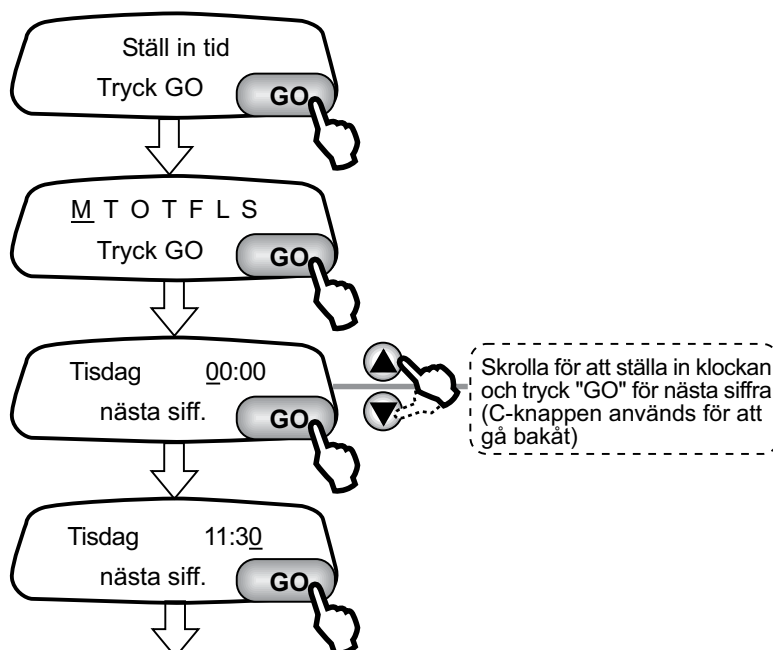 Ställ in tid
Tryck GO
GO
M T O T F L S
Tryck GO
GO
Tisdag 00:00
nästa siff.
GO
Skrolla för att ställa in klockan
och tryck "GO" för nästa siffra
(C-knappen används för att
gå bakåt)
Tisdag 11:30
nästa siff.
GO